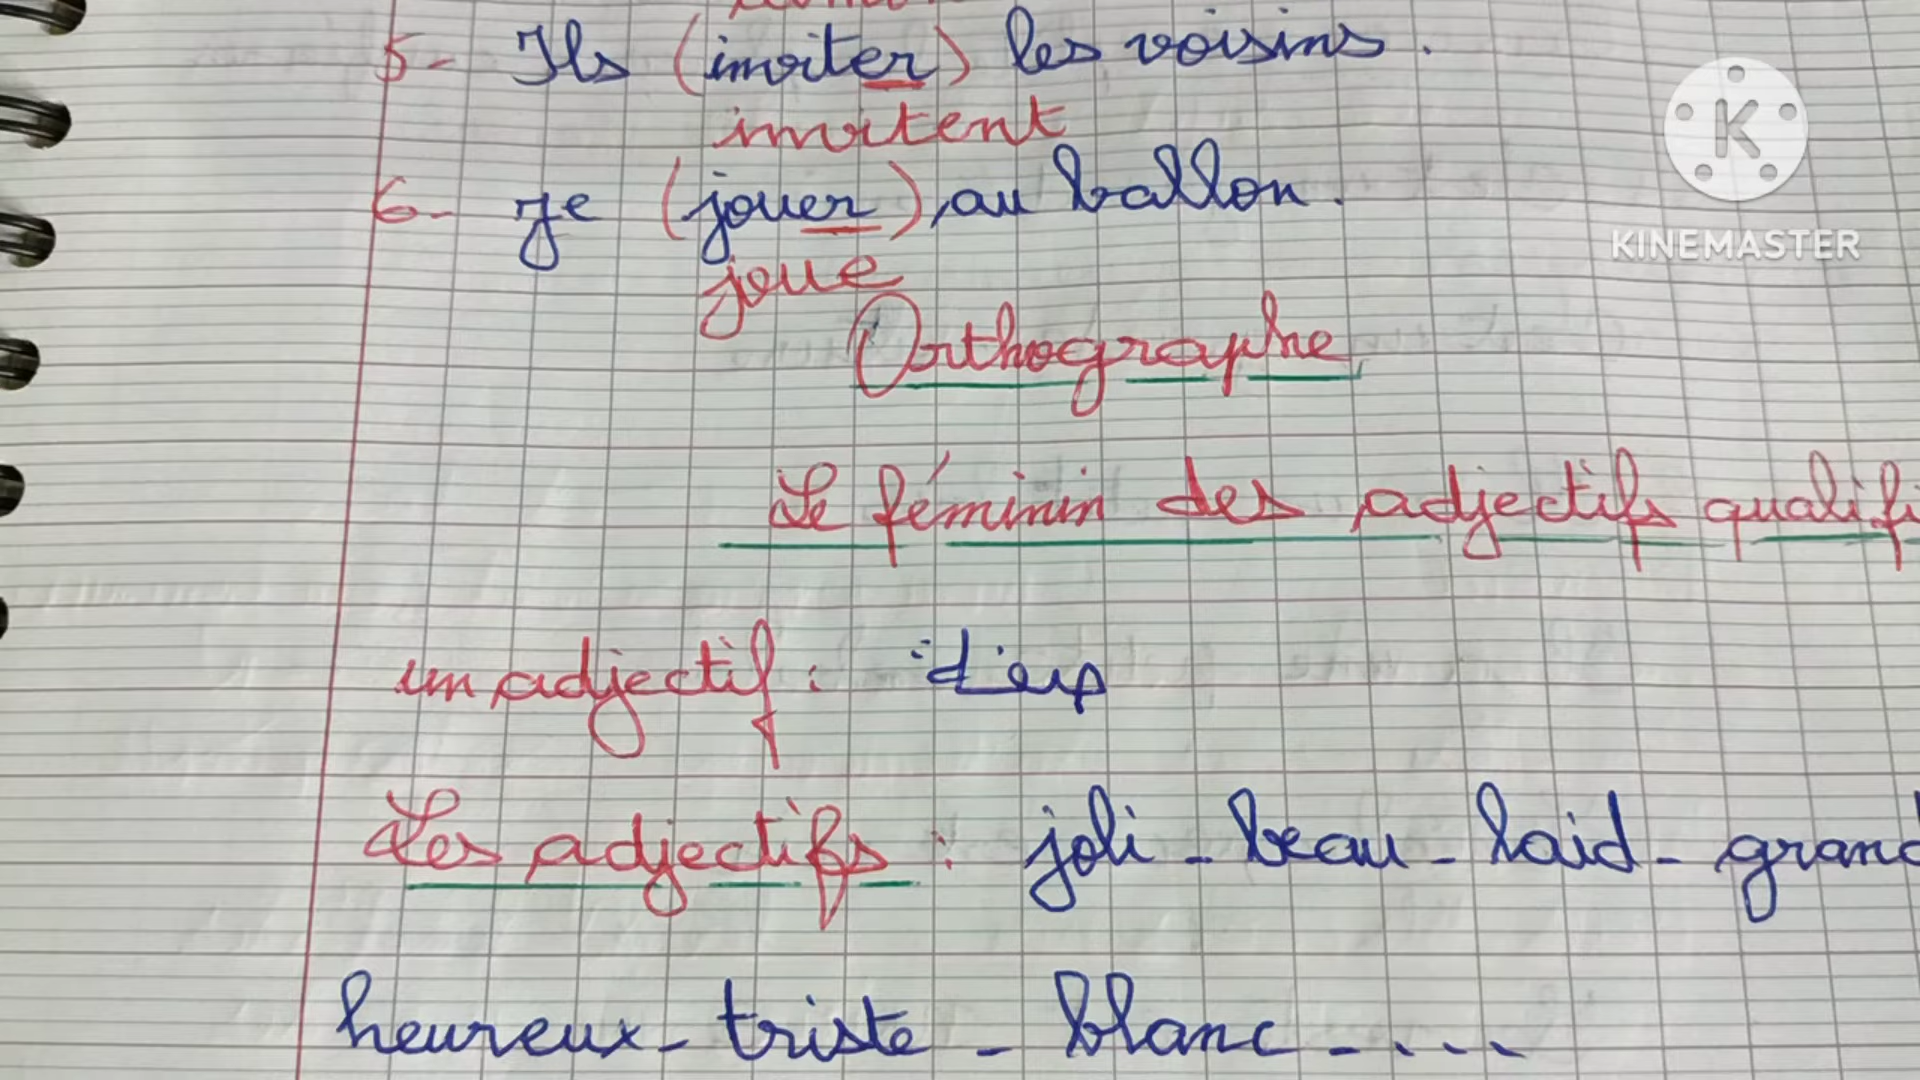 5- Ils (inviter) les voisins.
invitent
6- Je (jouer) au ballon.
joue
Orthographe
Le féminin des adjectifs qualifi
un adjectif :
Les adjectifs : joli - beau - laid - grand
heureux - triste - blanc - ....
K
KINEMASTER